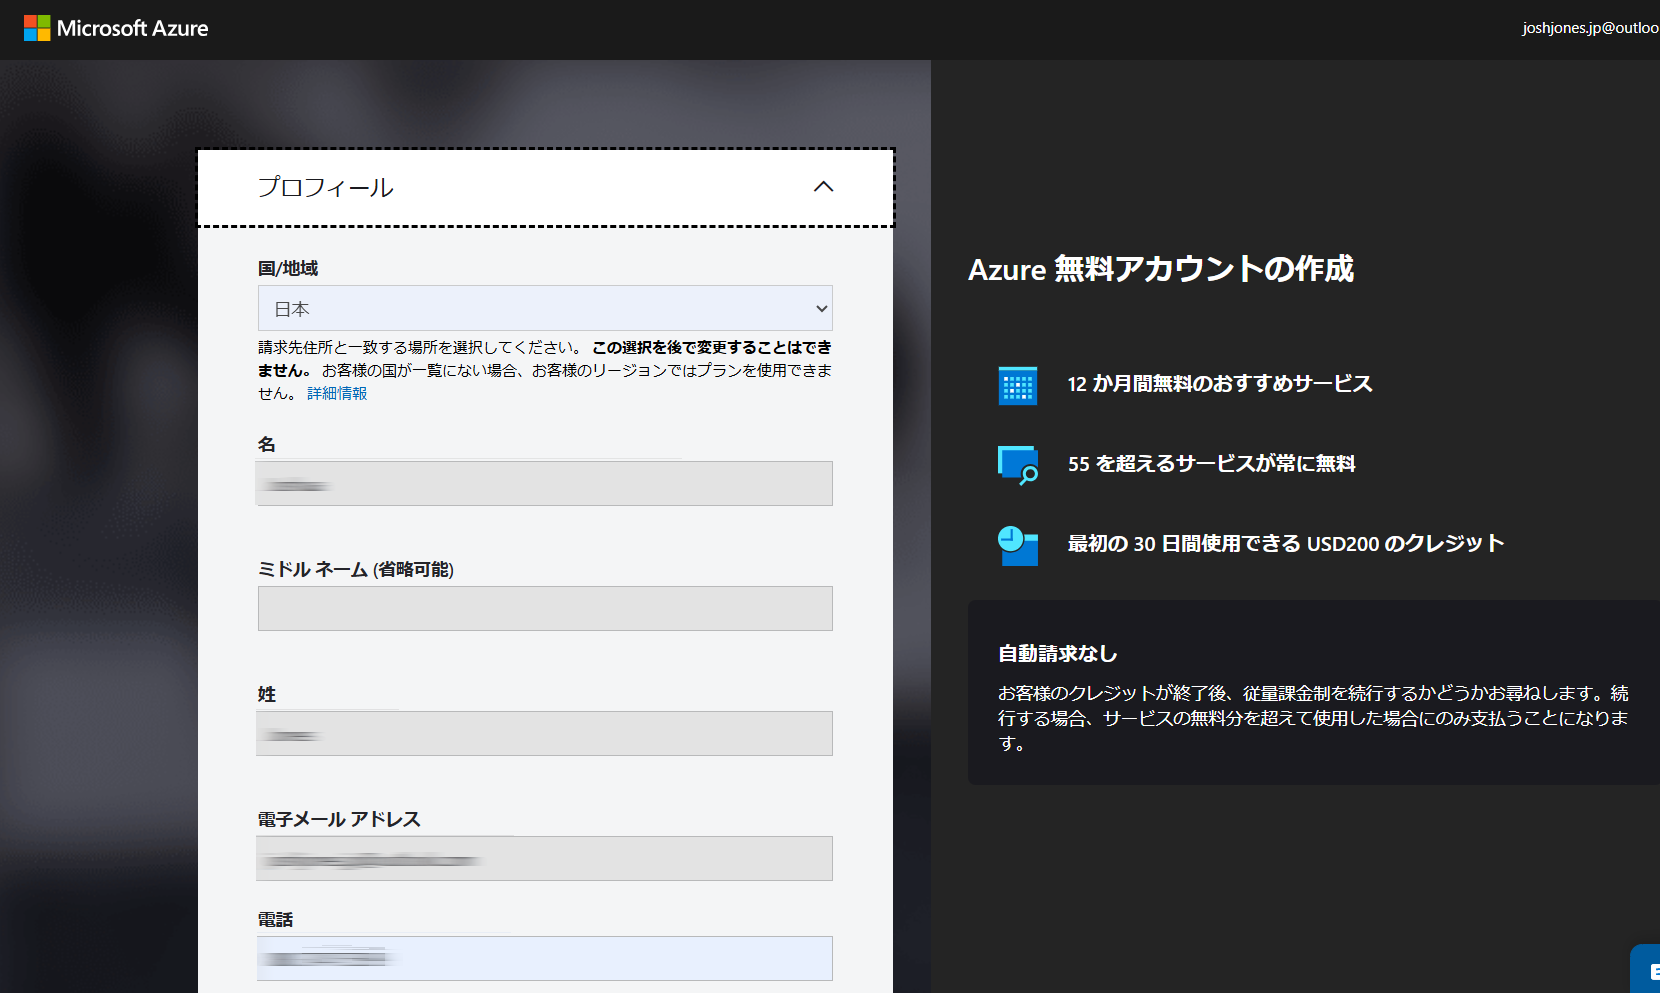 Microsoft Azure
joshjones.jp@outloo
プロフィール
国/地域
日本
請求先住所と一致する場所を選択してください。 この選択を後で変更することはでき
ません。 お客様の国が一覧にない場合、お客様のリージョンではプランを使用できま
せん。 詳細情報
名
ミドル ネーム (省略可能)
姓
電子メール アドレス
電話
Azure 無料アカウントの作成
12 か月間無料のおすすめサービス
55 を超えるサービスが常に無料
最初の 30 日間使用できる USD200 のクレジット
自動請求なし
お客様のクレジットが終了後、従量課金制を続行するかどうかお尋ねします。続
行する場合、サービスの無料分を超えて使用した場合にのみ支払うことになりま
す。